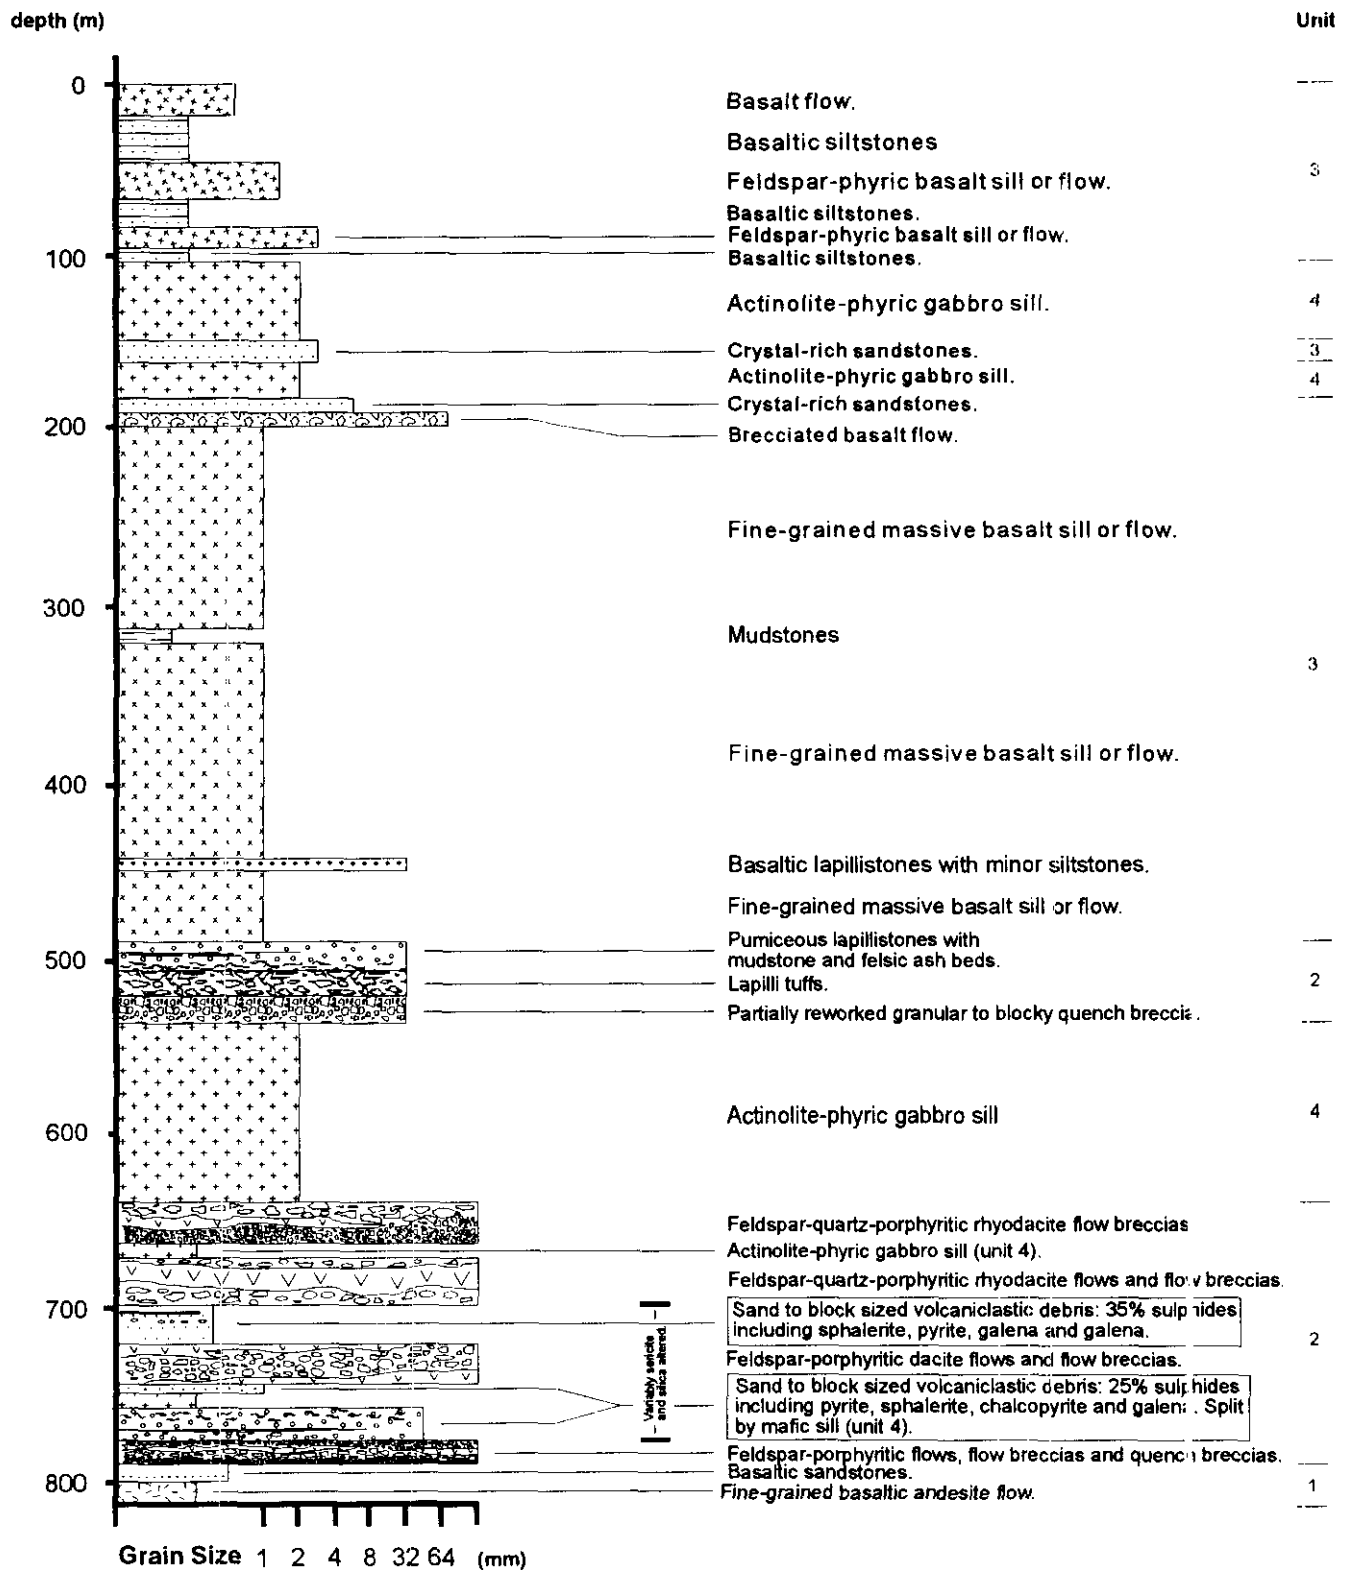 depth (m) Unit
0
Basalt flow.
Basaltic siltstones
3
Feldspar-phyric basalt sill or flow.
Basaltic siltstones.
Feldspar-phyric basalt sill or flow.
100 Basaltic siltstones.
Actinolite-phyric gabbro sill. 4
Crystal-rich sandstones. 3
Actinolite-phyric gabbro sill. 4
Crystal-rich sandstones.
200 Brecciated basalt flow.
Fine-grained massive basalt sill or flow.
300
Mudstones
3
Fine-grained massive basalt sill or flow.
400
Basaltic lapillistones with minor siltstones.
Fine-grained massive basalt sill or flow.
Pumiceous lapillistones with
500 mudstone and felsic ash beds.
Lapilli tuffs. 2
Partially reworked granular to blocky quench breccia.
Actinolite-phyric gabbro sill 4
600
Feldspar-quartz-porphyritic rhyodacite flow breccias
Actinolite-phyric gabbro sill (unit 4).
Feldspar-quartz-porphyritic rhyodacite flows and flow breccias.
700 Sand to block sized volcaniclastic debris: 35% sulphides
including sphalerite, pyrite, galena and galena.
2
Variably sericite
and silica altered.
Feldspar-porphyritic dacite flows and flow breccias.
Sand to block sized volcaniclastic debris: 25% sulphides
including pyrite, sphalerite, chalcopyrite and galena. Split
by mafic sill (unit 4).
Feldspar-porphyritic flows, flow breccias and quench breccias.
Basaltic sandstones.
800 Fine-grained basaltic andesite flow. 1
Grain Size 1 2 4 8 32 64 (mm)